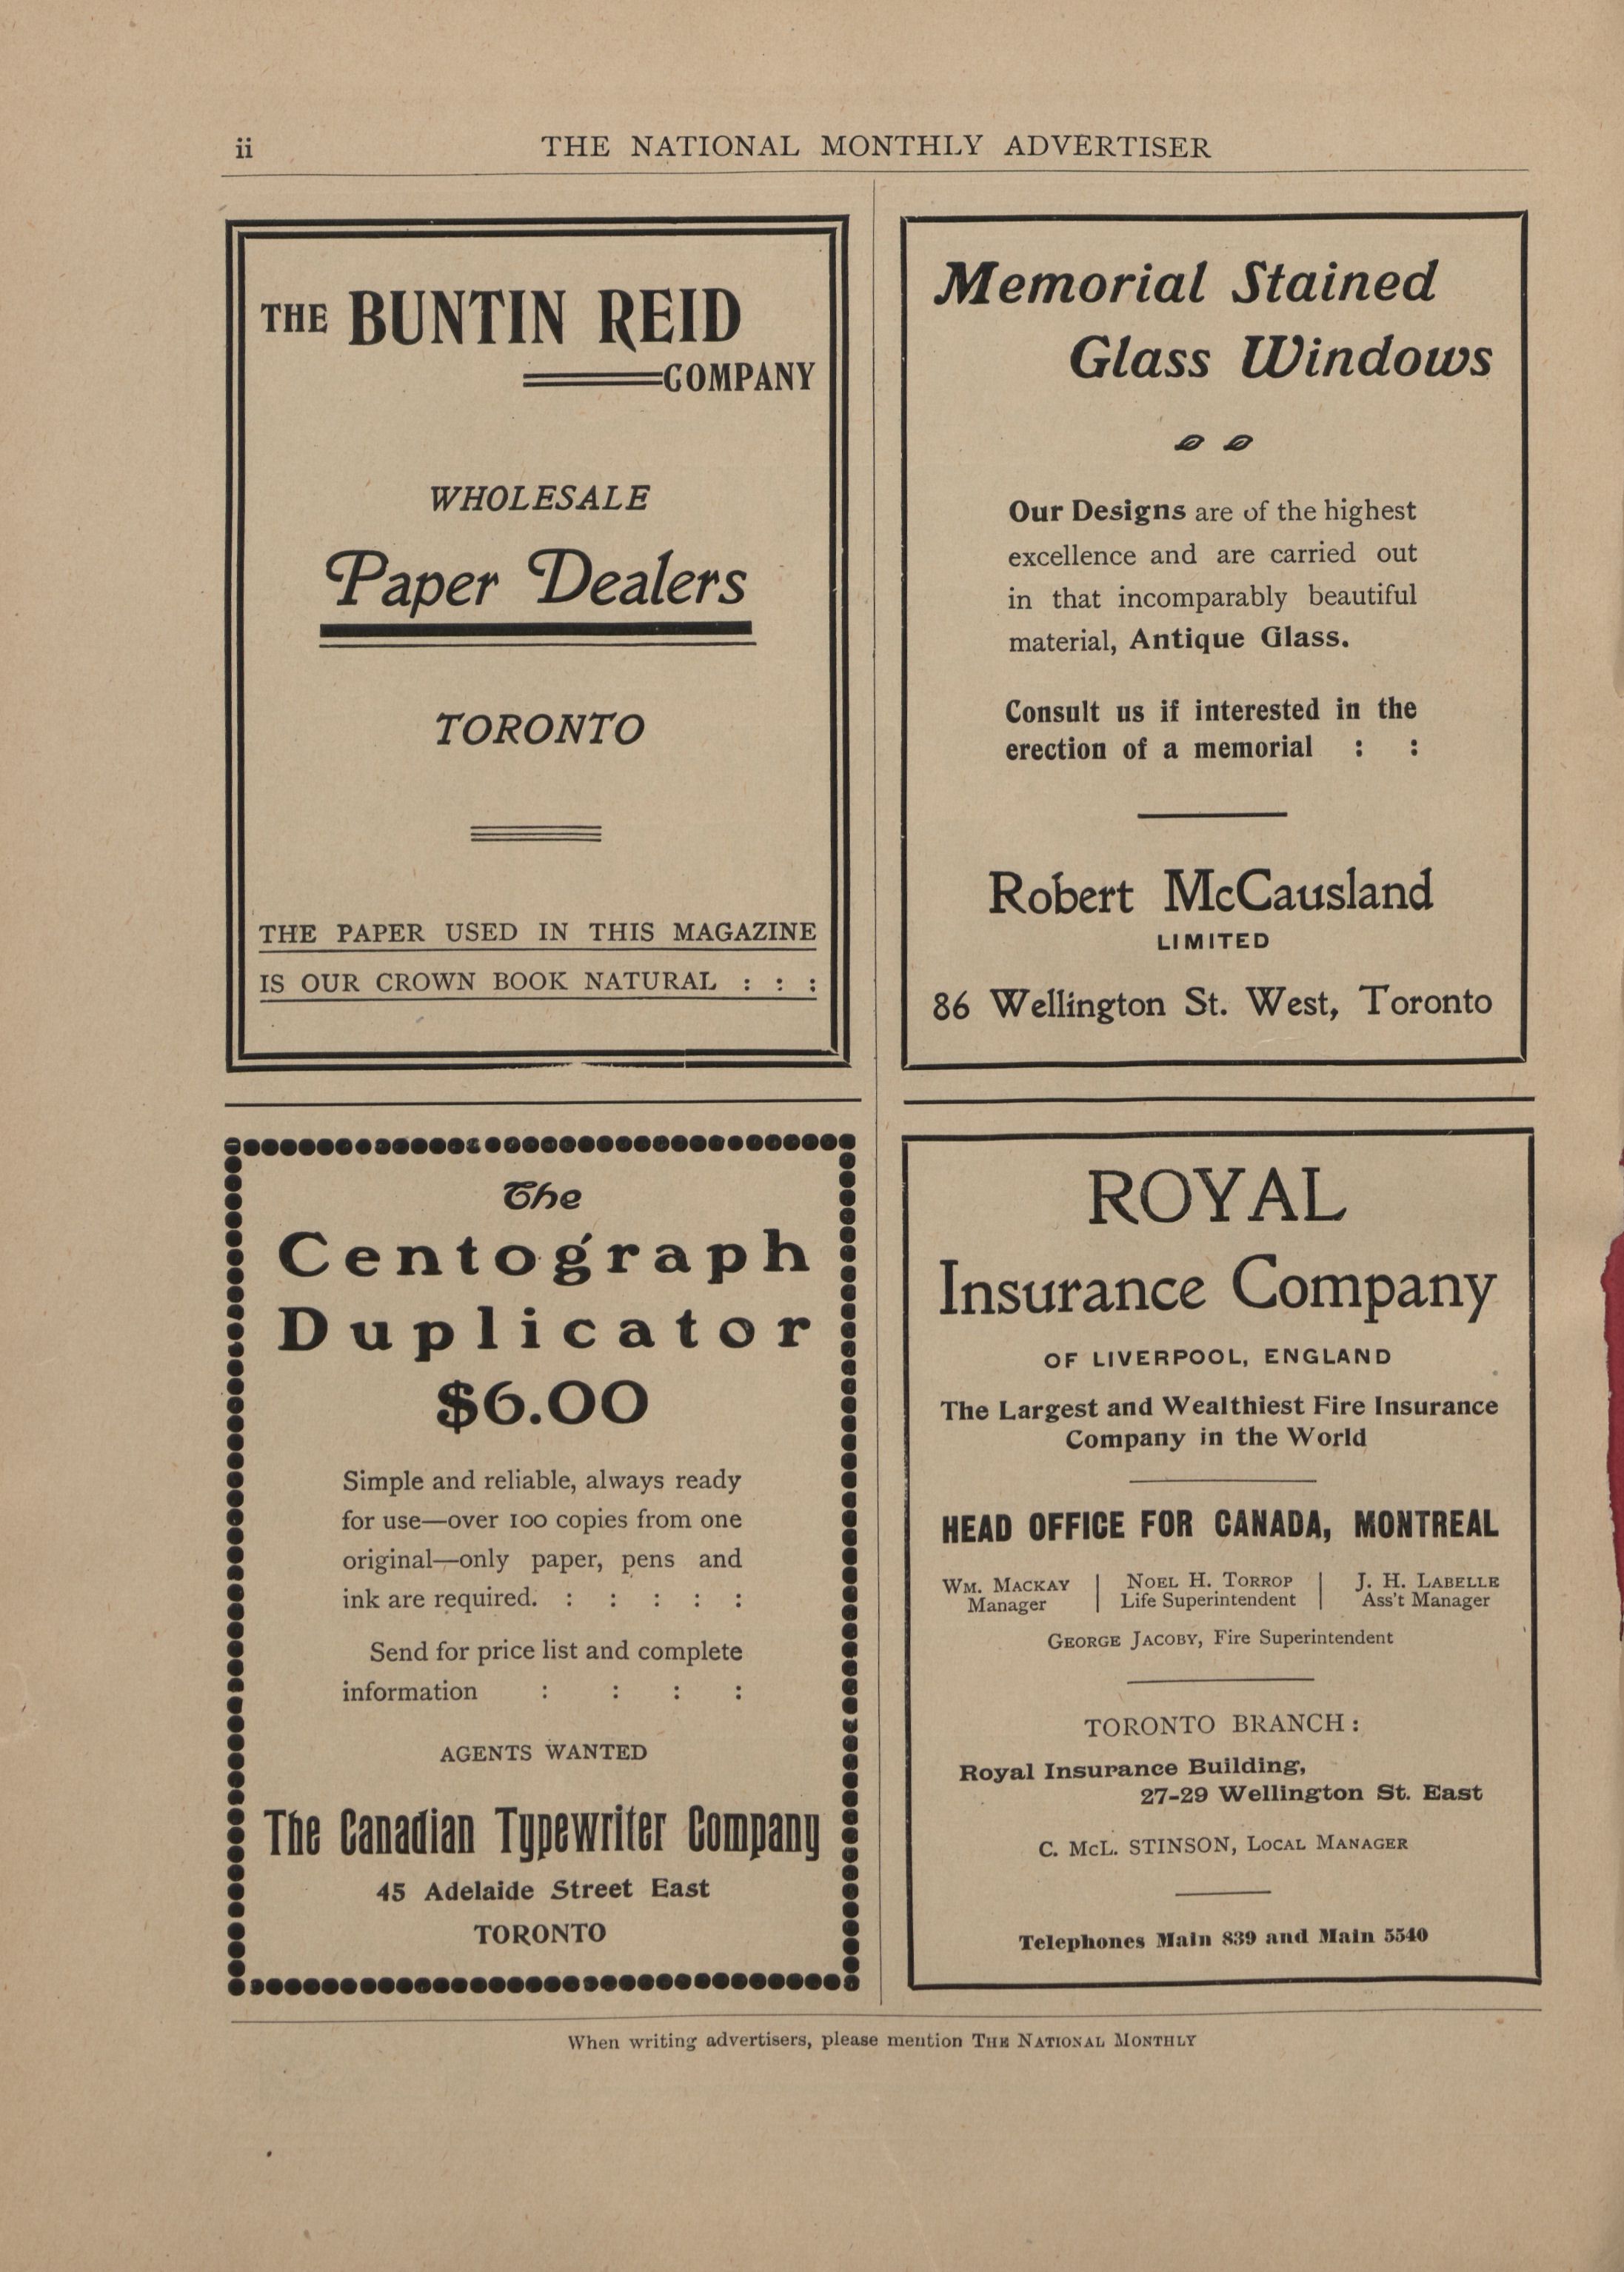 ii
THE NATIONAL MONTHLY ADVERTISER
THE BUNTIN REID
COMPANY
WHOLESALE
Paper Dealers
TORONTO
THE PAPER USED IN THIS MAGAZINE
IS OUR CROWN BOOK NATURAL : : :
Memorial Stained
Glass Windows
Our Designs are of the highest
excellence and are carried out
in that incomparably beautiful
material, Antique Glass.
Consult us if interested in the
erection of a memorial : :
Robert McCausland
LIMITED
86 Wellington St. West, Toronto
The
Centograph
Duplicator
$6.00
Simple and reliable, always ready
for use—over 100 copies from one
original—only paper, pens and
ink are required. : : : : :
Send for price list and complete
information : : : :
AGENTS WANTED
The Canadian Typewriter Company
45 Adelaide Street East
TORONTO
ROYAL
Insurance Company
OF LIVERPOOL, ENGLAND
The Largest and Wealthiest Fire Insurance
Company in the World
HEAD OFFICE FOR CANADA, MONTREAL
WM. MACKAY | NOEL H. TORROP | J. H. LABELLE
Manager | Life Superintendent | Ass't Manager
GEORGE JACOBY, Fire Superintendent
TORONTO BRANCH:
Royal Insurance Building,
27-29 Wellington St. East
C. McL. STINSON, LOCAL MANAGER
Telephones Main 839 and Main 5540
When writing advertisers, please mention THE NATIONAL MONTHLY